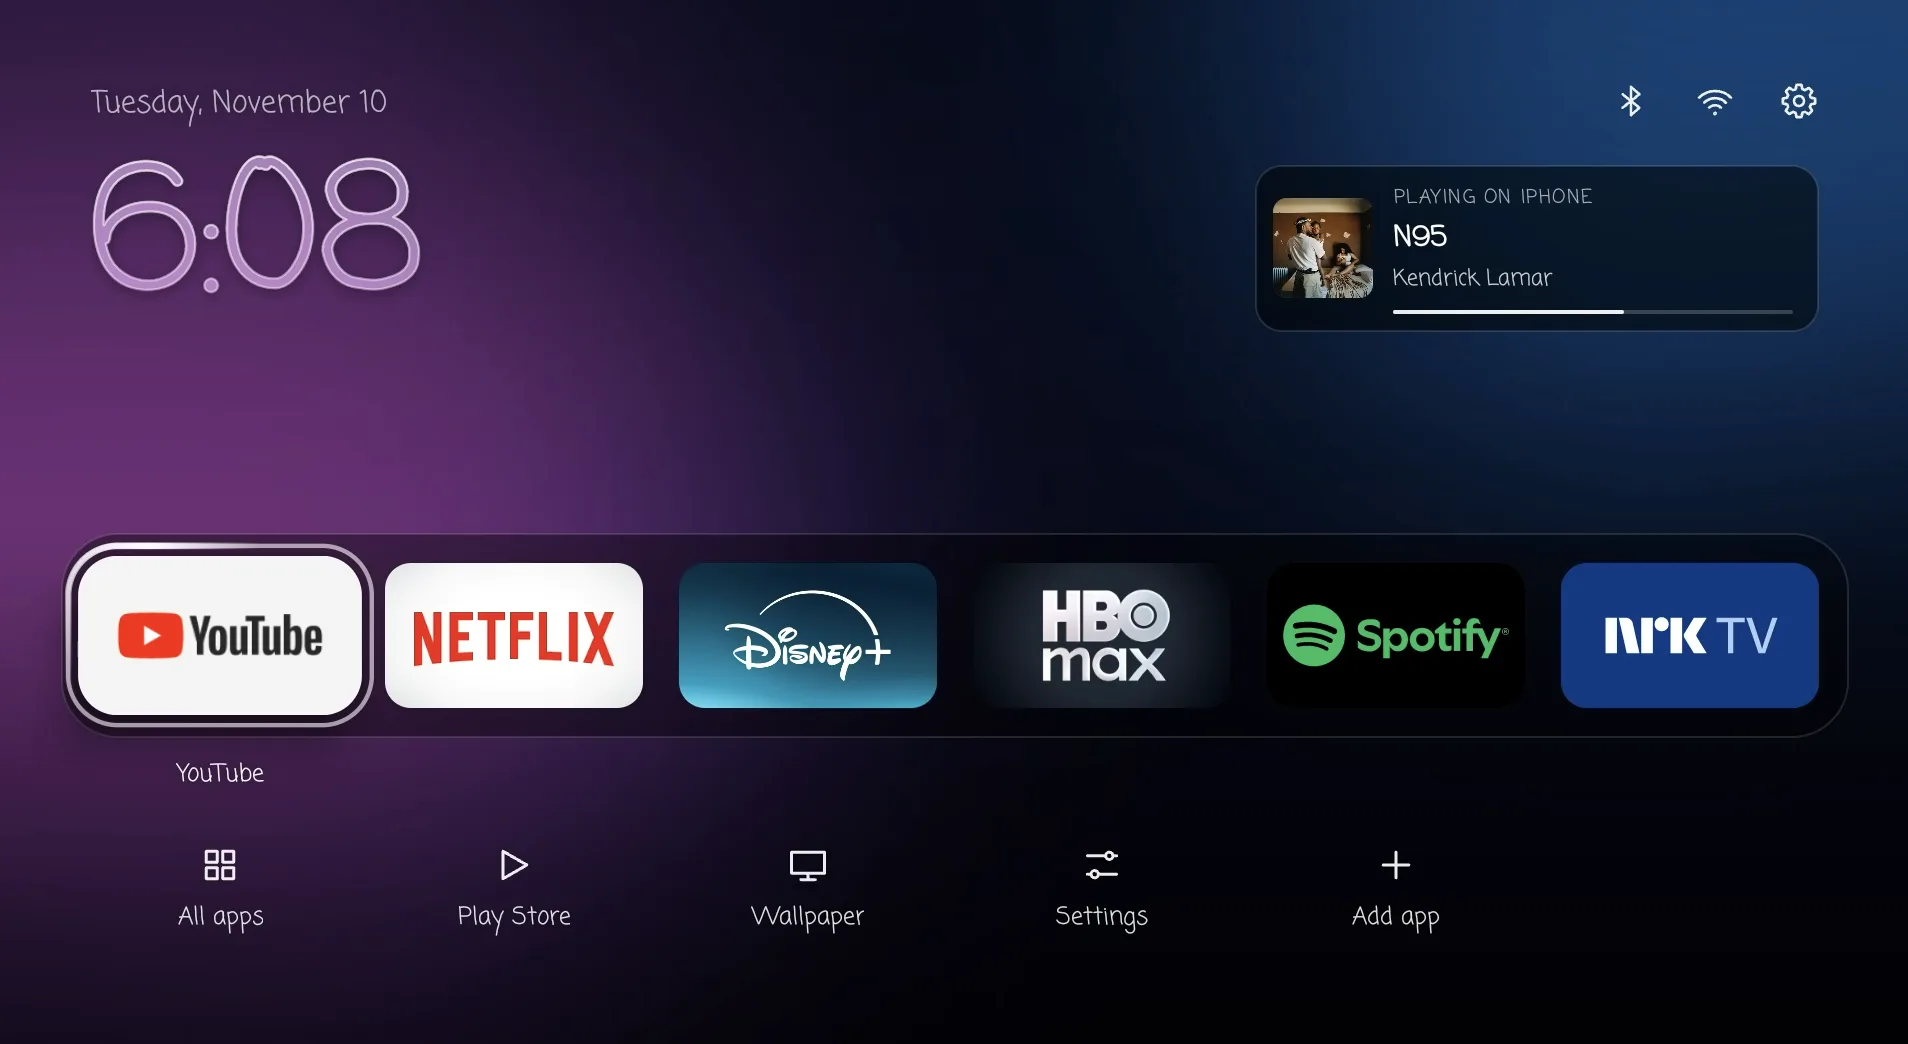 Tuesday, November 10
6:08
PLAYING ON IPHONE
N95
Kendrick Lamar
YouTube
NETFLIX
Disney+
HBO
max
Spotify®
NRK TV
YouTube
All apps
Play Store
Wallpaper
Settings
Add app